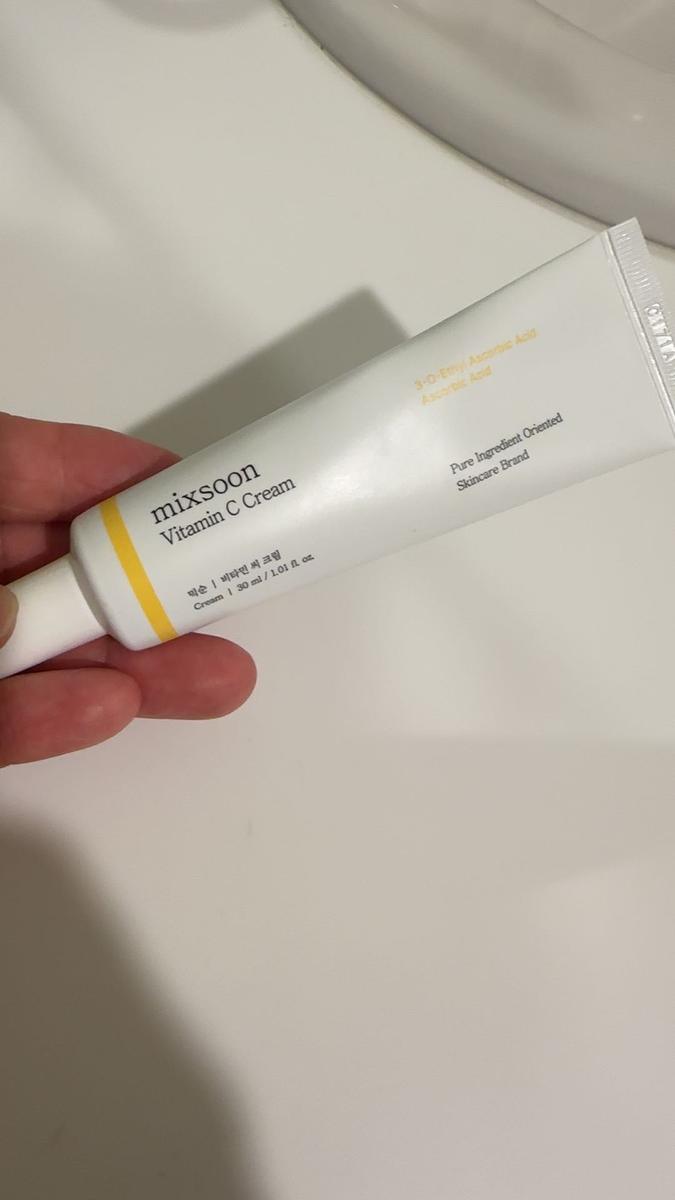 mixsoon
Vitamin C Cream
믹순 | 비타민 씨 크림
Cream | 30 ml / 1.01 fl. oz.
3-O-Ethyl Ascorbic Acid
Ascorbic Acid
Pure Ingredient Oriented
Skincare Brand